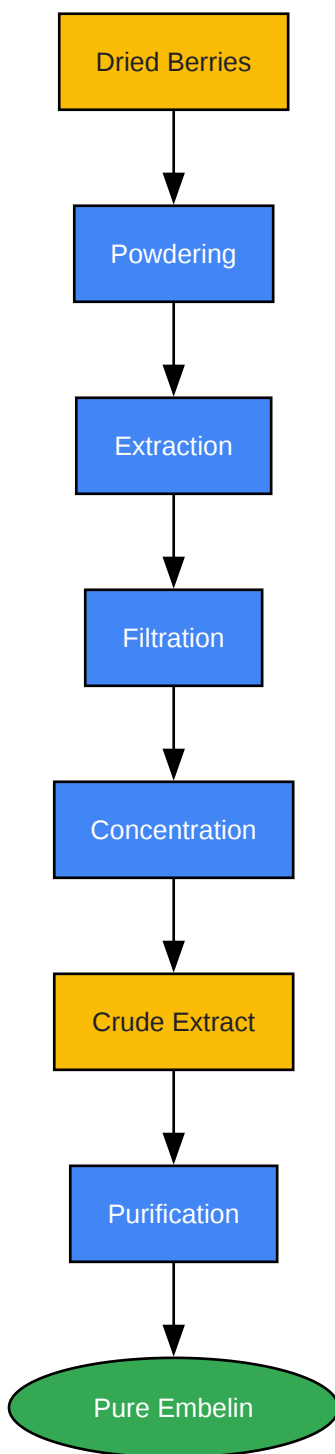 Dried Berries
Powdering
Extraction
Filtration
Concentration
Crude Extract
Purification
Pure Embelin